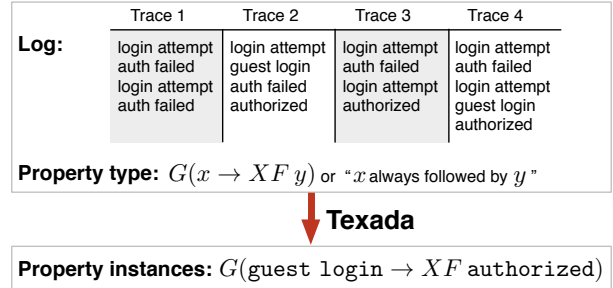 Trace 1 Trace 2 Trace 3 Trace 4
Log: login attempt login attempt login attempt login attempt
auth failed guest login auth failed auth failed
login attempt auth failed login attempt login attempt
auth failed authorized authorized guest login
authorized
Property type: G(x → XF y) or “x always followed by y”
Texada
Property instances: G(guest login → XF authorized)